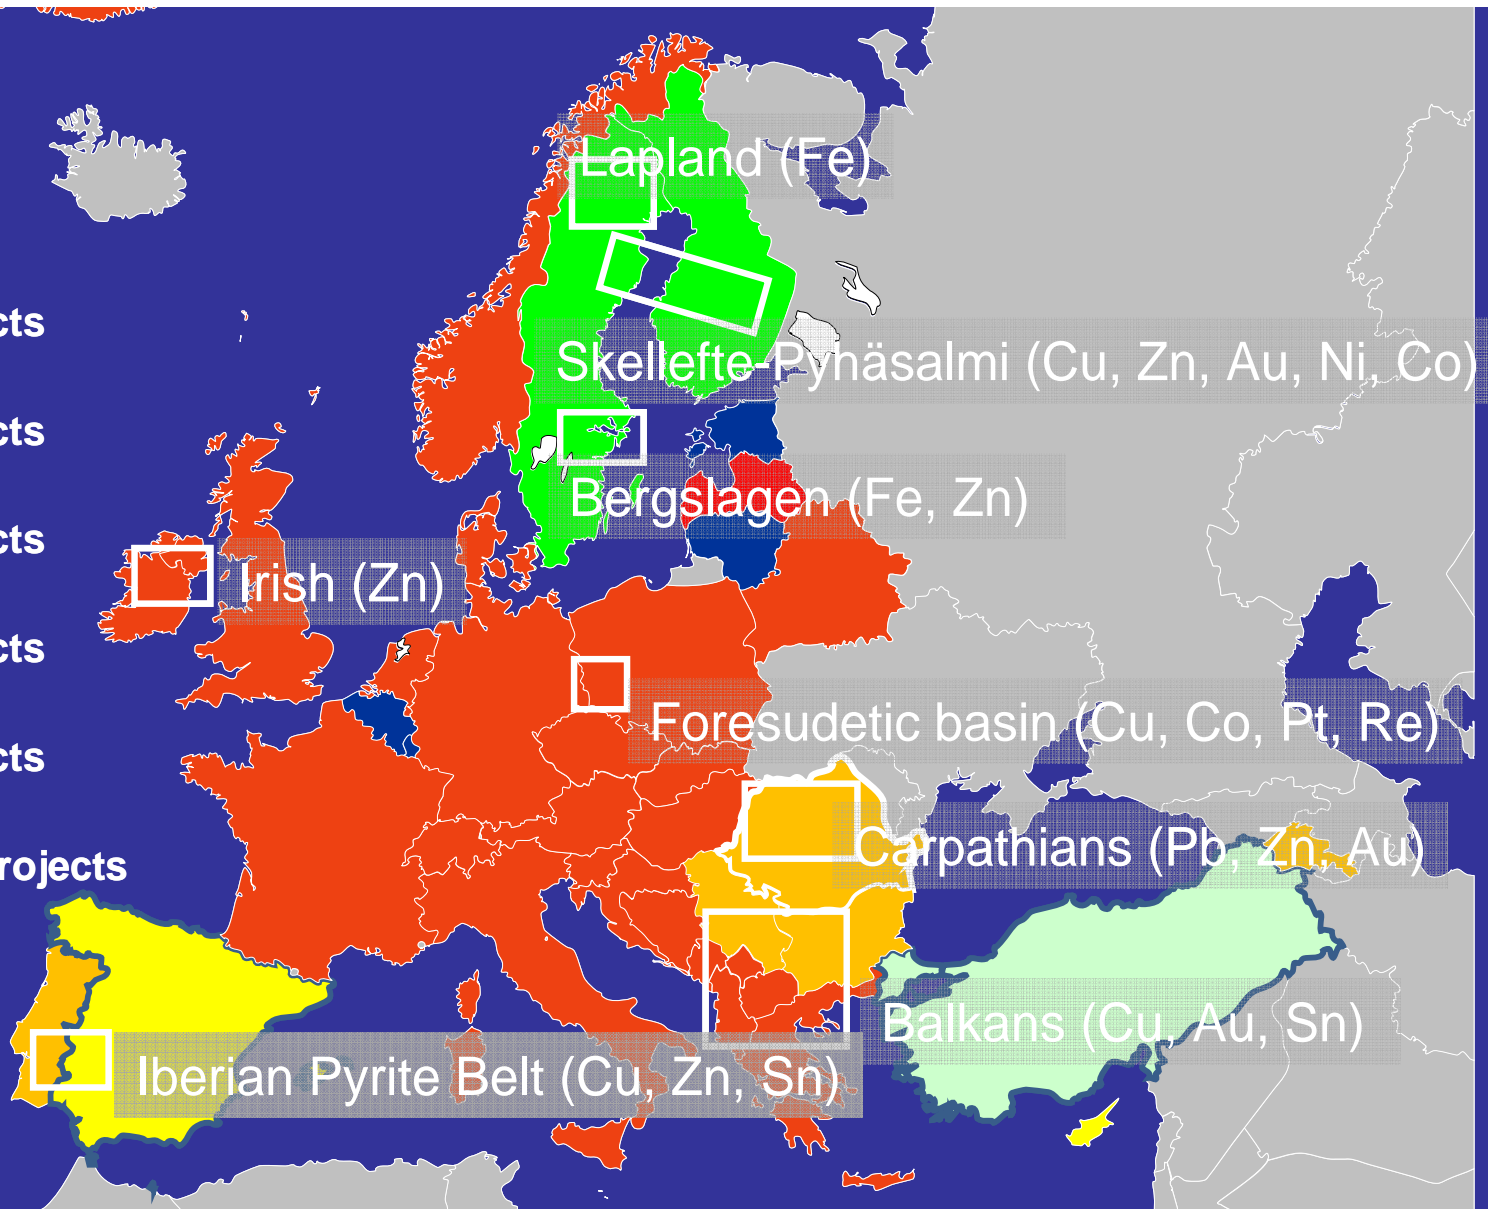 Lapland (Fe)
cts
Skellefte-Pyhäsalmi (Cu, Zn, Au, Ni, Co)
cts
Bergslagen (Fe, Zn)
cts
Irish (Zn)
cts
Foresudetic basin (Cu, Co, Pt, Re)
cts
Carpathians (Pb, Zn, Au)
rojects
Balkans (Cu, Au, Sn)
Iberian Pyrite Belt (Cu, Zn, Sn)